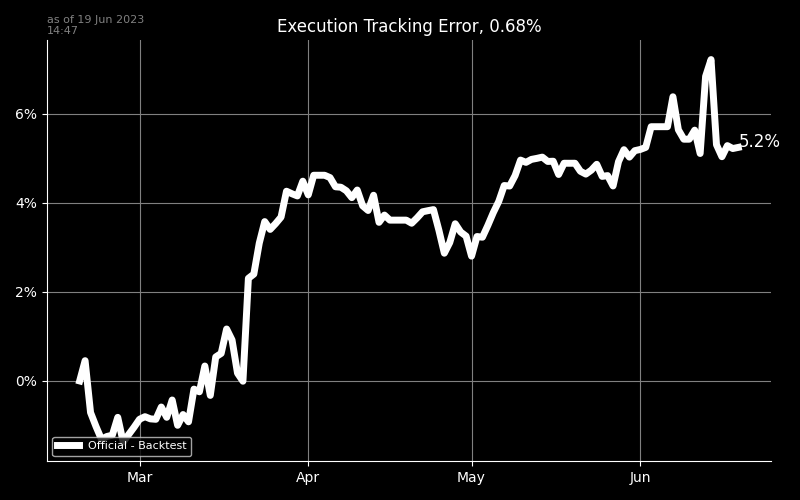 as of 19 Jun 2023
14:47
Execution Tracking Error, 0.68%
6%
5.2%
4%
2%
0%
Official - Backtest
Mar Apr May Jun